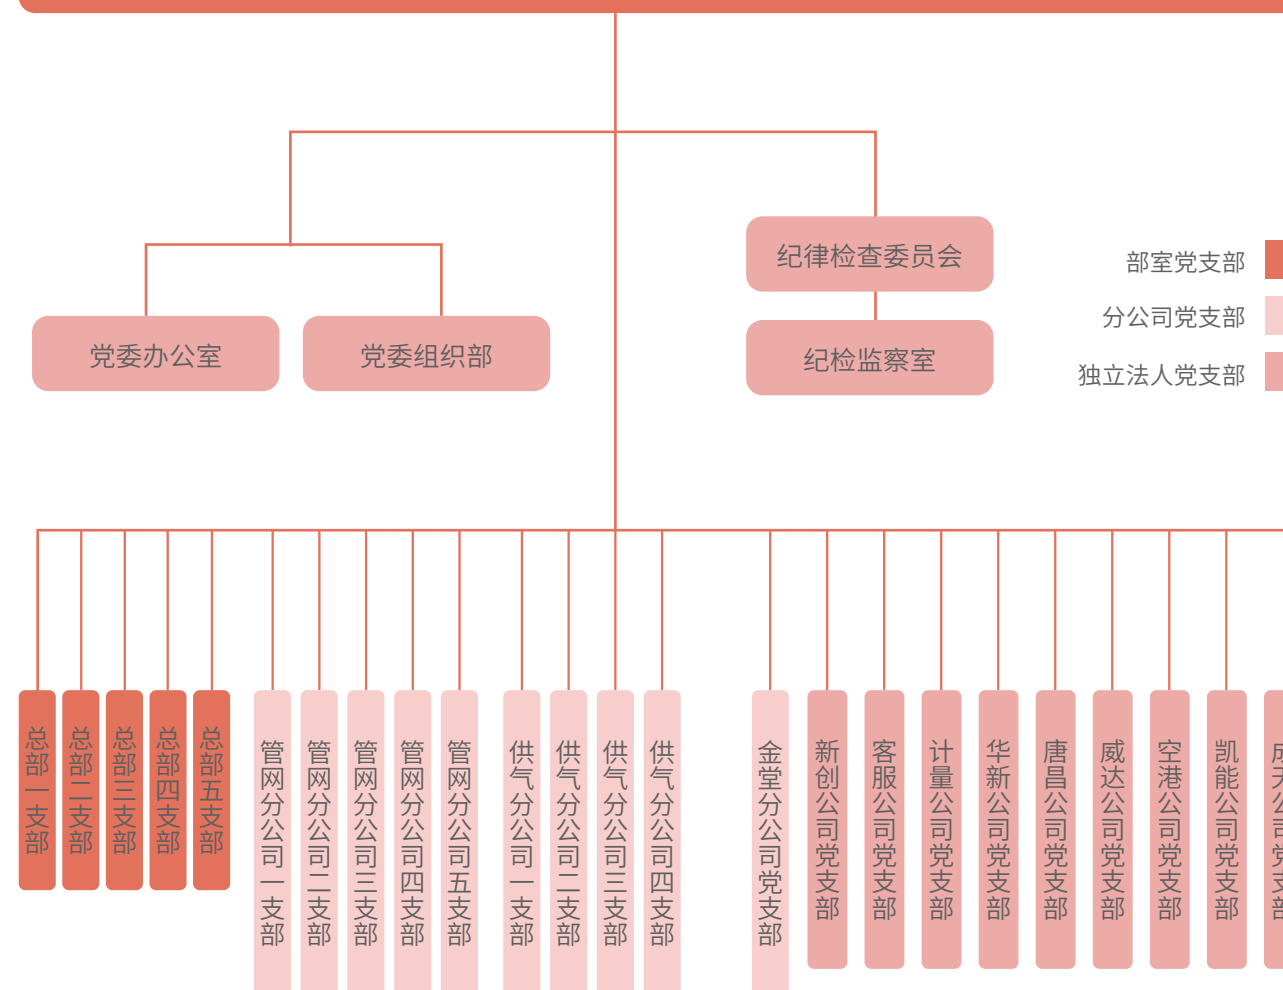 纪律检查委员会
部室党支部
分公司党支部
党委办公室
党委组织部
纪检监察室
独立法人党支部
总部一支部
总部二支部
总部三支部
总部四支部
总部五支部
管网分公司一支部
管网分公司二支部
管网分公司三支部
管网分公司四支部
管网分公司五支部
供气分公司一支部
供气分公司二支部
供气分公司三支部
供气分公司四支部
金堂分公司党支部
新创公司党支部
客服公司党支部
计量公司党支部
华新公司党支部
唐昌公司党支部
威达公司党支部
空港公司党支部
凯能公司党支部